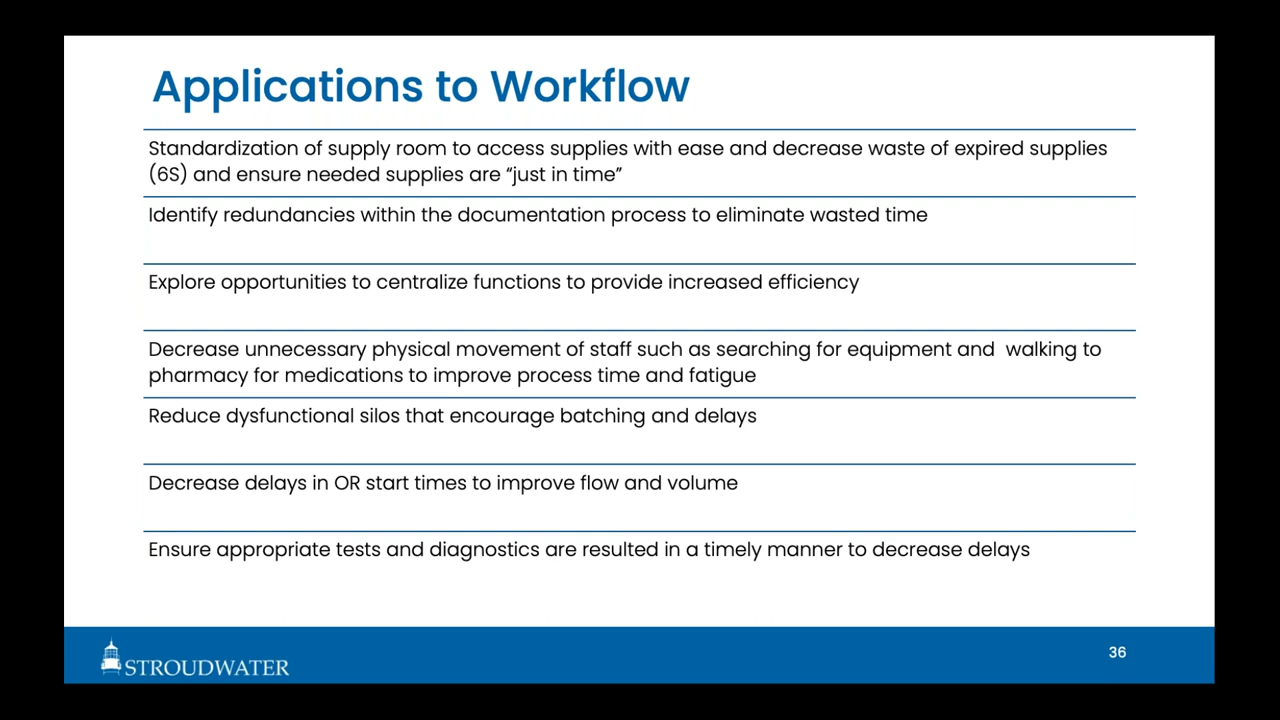 Applications to Workflow
Standardization of supply room to access supplies with ease and decrease waste of expired supplies
(6S) and ensure needed supplies are “just in time”
Identify redundancies within the documentation process to eliminate wasted time
Explore opportunities to centralize functions to provide increased efficiency
Decrease unnecessary physical movement of staff such as searching for equipment and  walking to
pharmacy for medications to improve process time and fatigue
Reduce dysfunctional silos that encourage batching and delays
Decrease delays in OR start times to improve flow and volume
Ensure appropriate tests and diagnostics are resulted in a timely manner to decrease delays
STROUDWATER
36